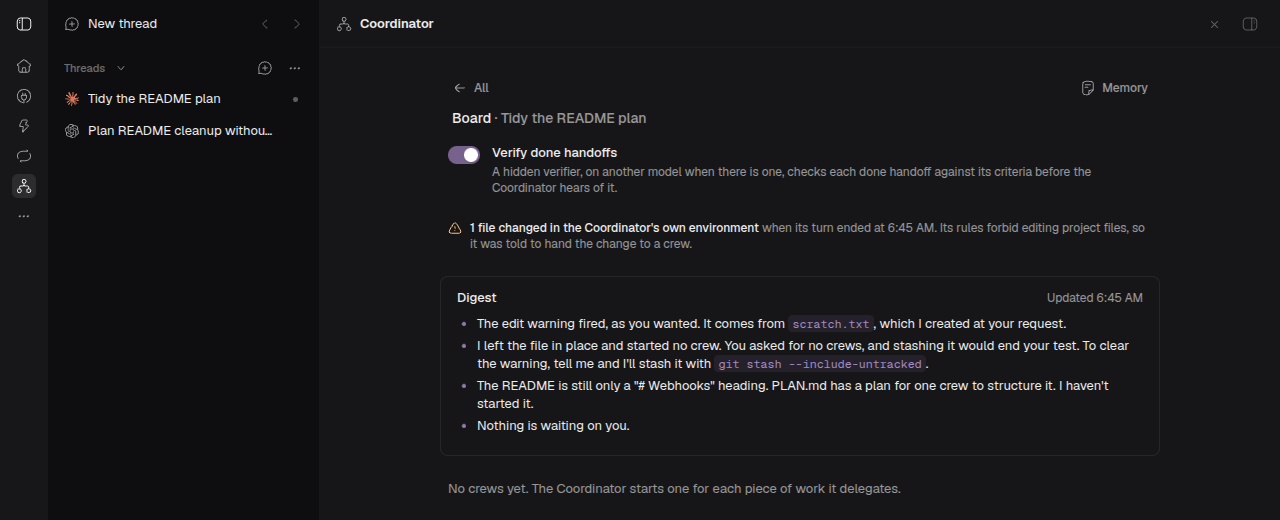 New thread
Coordinator
Threads
Tidy the README plan
Plan README cleanup withou...
All
Memory
Board · Tidy the README plan
Verify done handoffs
A hidden verifier, on another model when there is one, checks each done handoff against its criteria before the
Coordinator hears of it.
1 file changed in the Coordinator's own environment when its turn ended at 6:45 AM. Its rules forbid editing project files, so
it was told to hand the change to a crew.
Digest
Updated 6:45 AM
The edit warning fired, as you wanted. It comes from scratch.txt, which I created at your request.
I left the file in place and started no crew. You asked for no crews, and stashing it would end your test. To clear
the warning, tell me and I'll stash it with git stash --include-untracked.
The README is still only a "# Webhooks" heading. PLAN.md has a plan for one crew to structure it. I haven't
started it.
Nothing is waiting on you.
No crews yet. The Coordinator starts one for each piece of work it delegates.